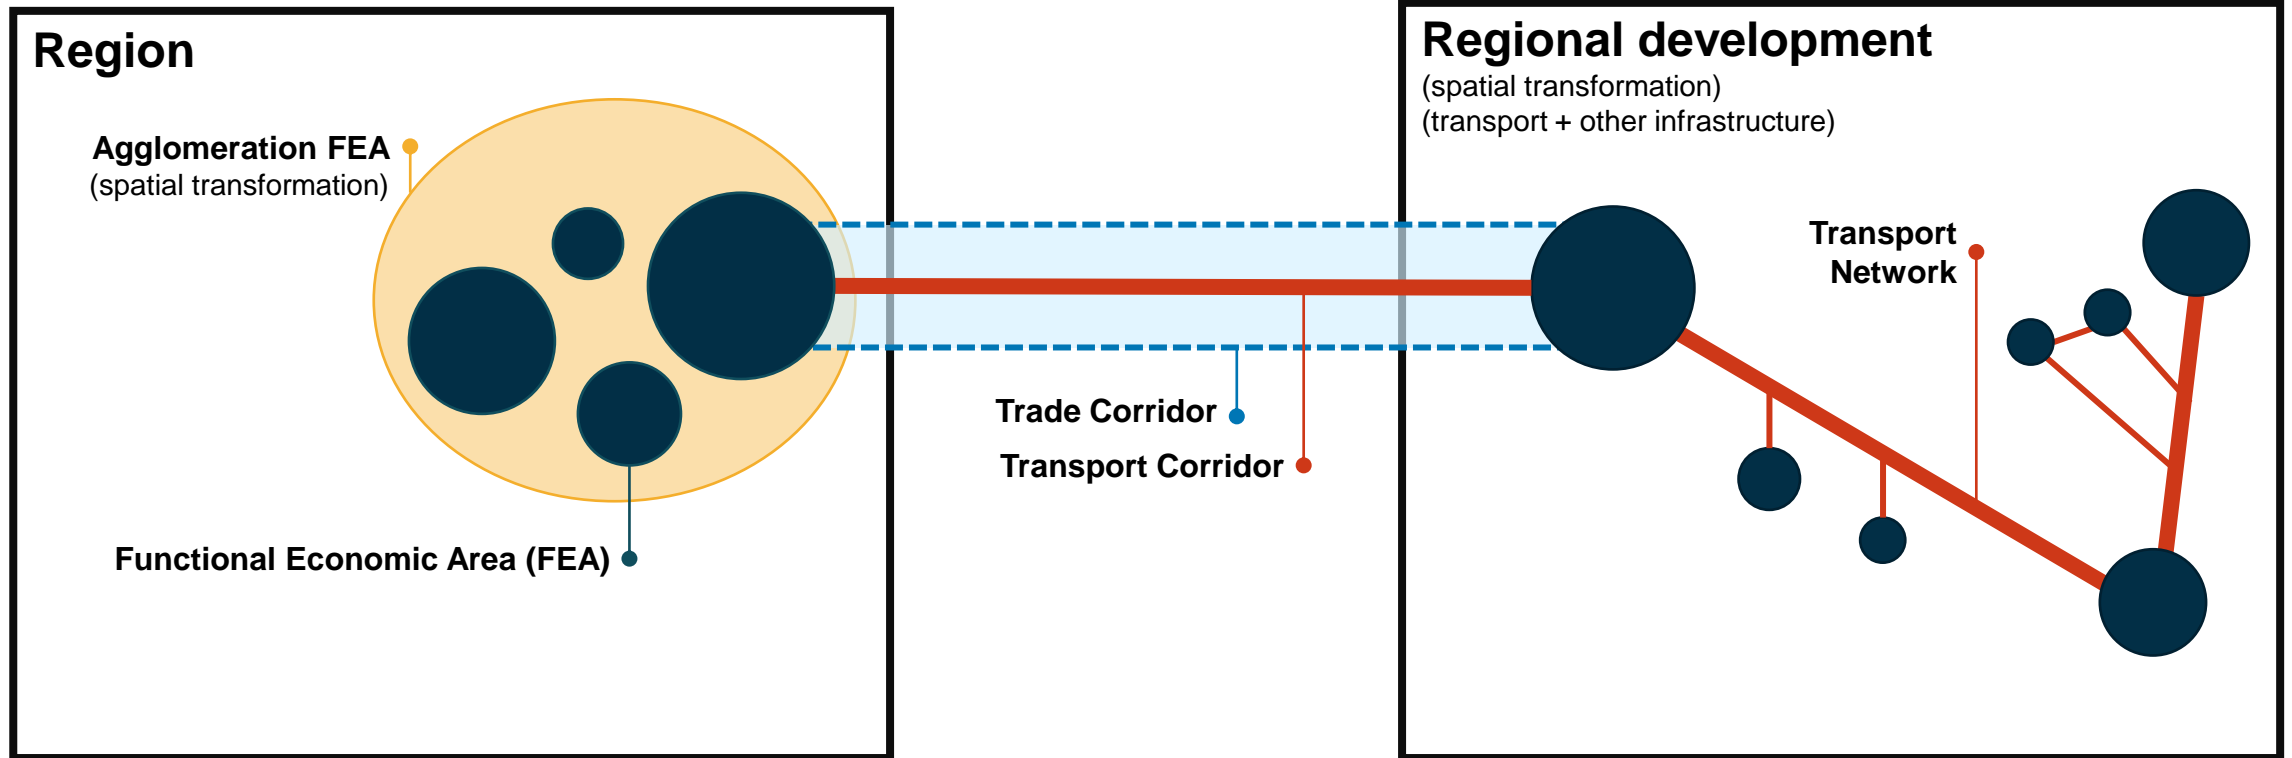 Region
Agglomeration FEA
(spatial transformation)
Functional Economic Area (FEA)
Trade Corridor
Transport Corridor
Regional development
(spatial transformation)
(transport + other infrastructure)
Transport
Network